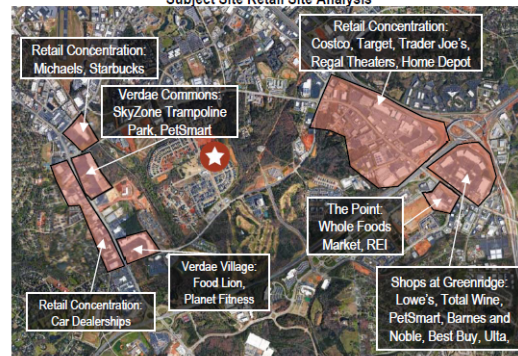 Subject Site Retail Site Analysis
Retail Concentration:
Michaels, Starbucks
Verdae Commons:
SkyZone Trampoline
Park, PetSmart
Retail Concentration:
Costco, Target, Trader Joe's,
Regal Theaters, Home Depot
The Point:
Whole Foods
Market, REI
Verdae Village:
Food Lion,
Planet Fitness
Retail Concentration:
Car Dealerships
Shops at Greenridge:
Lowe's, Total Wine,
PetSmart, Barnes and
Noble, Best Buy, Ulta,